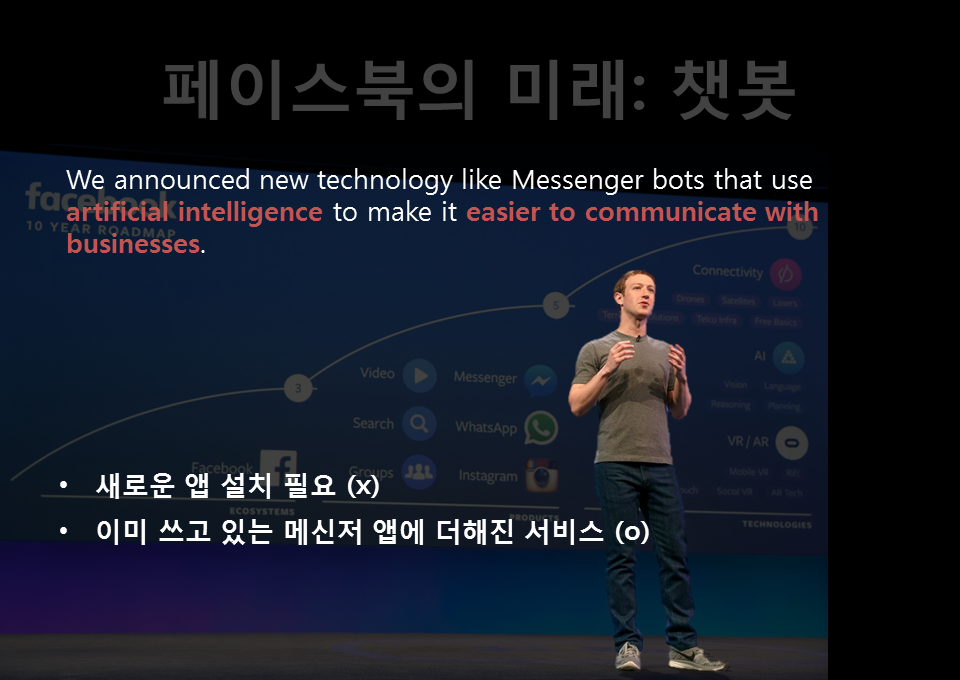 페이스북의 미래: 챗봇
We announced new technology like Messenger bots that use
artificial intelligence to make it easier to communicate with
businesses.
facebook
10 YEAR ROADMAP
10
Connectivity
Drones Satellites Lasers
Telco Infra Free Basics
5
AI
Vision Language
Reasoning Planning
3
Video
Messenger
Search
WhatsApp
VR / AR
Facebook
Groups
Instagram
Mobile VR Rift
Social VR AR Tech
• 새로운 앱 설치 필요 (x)
ECOSYSTEMS
PRODUCTS
TECHNOLOGIES
• 이미 쓰고 있는 메신저 앱에 더해진 서비스 (o)